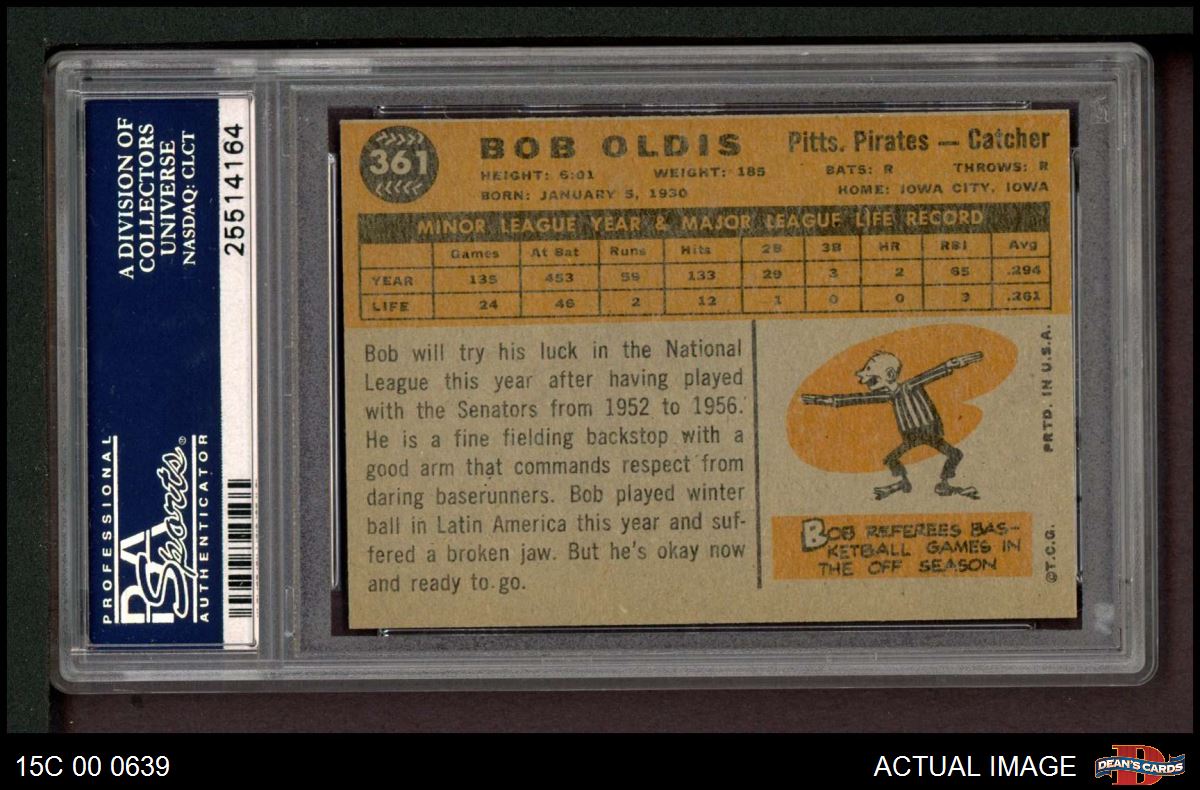 A DIVISION OF
COLLECTORS
UNIVERSE
NASDAQ: CLCT
25514164
PROFESSIONAL
PSA
Sports®
AUTHENTICATOR
361
BOB OLDIS
Pitts. Pirates — Catcher
HEIGHT: 6:01 WEIGHT: 185 BATS: R THROWS: R
BORN: JANUARY 5, 1930 HOME: IOWA CITY, IOWA
MINOR LEAGUE YEAR & MAJOR LEAGUE LIFE RECORD
Games At Bat Runs Hits 2B 3B HR RBI Avg
YEAR 135 453 59 133 29 3 2 65 .294
LIFE 24 46 2 12 1 0 0 3 .261
Bob will try his luck in the National
League this year after having played
with the Senators from 1952 to 1956.
He is a fine fielding backstop with a
good arm that commands respect from
daring baserunners. Bob played winter
ball in Latin America this year and suf-
fered a broken jaw. But he's okay now
and ready to go.
BOB REFEREES BAS-
KETBALL GAMES IN
THE OFF SEASON
©T.C.G. PRTD. IN U.S.A.
15C 00 0639
ACTUAL IMAGE
DEAN'S CARDS